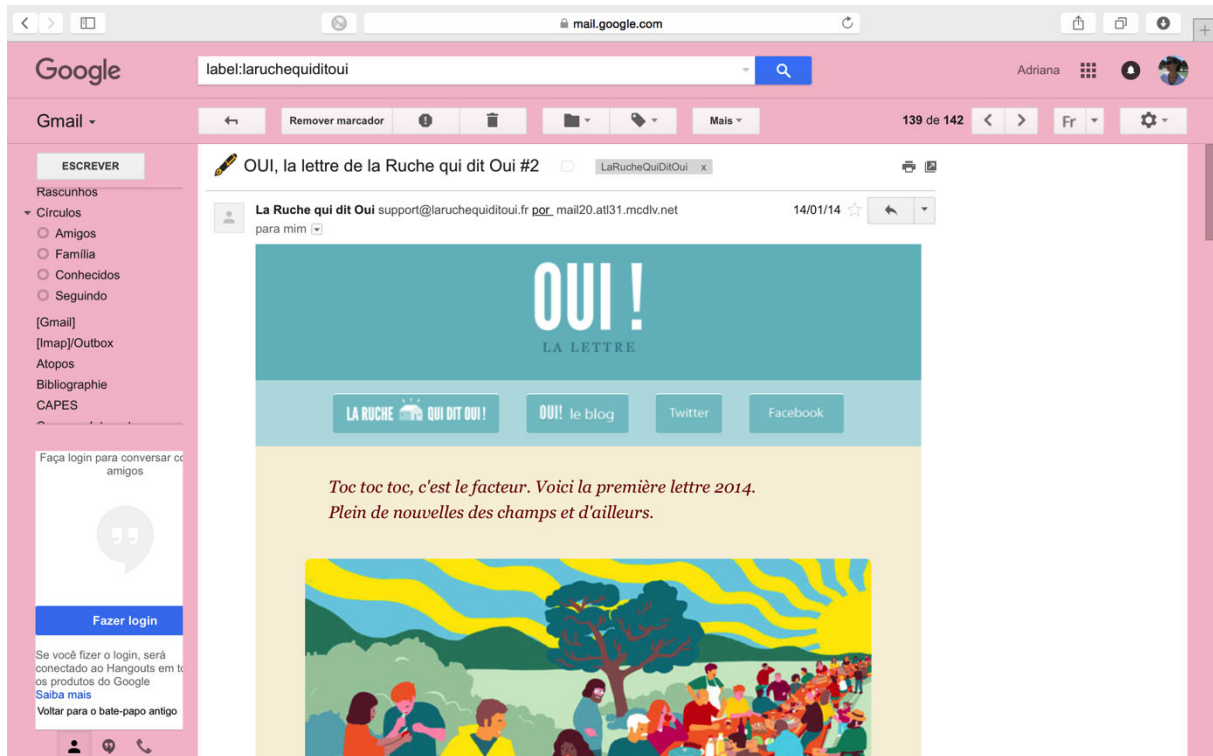 mail.google.com
Google
label:laruchequiditoui
Adriana
Gmail
Remover marcador
Mais
139 de 142
Fr
ESCREVER
Rascunhos
Círculos
Amigos
Família
Conhecidos
Seguindo
[Gmail]
[Imap]/Outbox
Atopos
Bibliographie
CAPES
Faça login para conversar co
amigos
Fazer login
Se você fizer o login, será
conectado ao Hangouts em to
os produtos do Google
Saiba mais
Voltar para o bate-papo antigo
OUI, la lettre de la Ruche qui dit Oui #2
LaRucheQuiDitOui x
La Ruche qui dit Oui support@laruchequiditoui.fr por mail20.atl31.mcdlv.net
14/01/14
para mim
OUI !
LA LETTRE
LA RUCHE QUI DIT OUI !
OUI! le blog
Twitter
Facebook
Toc toc toc, c'est le facteur. Voici la première lettre 2014.
Plein de nouvelles des champs et d'ailleurs.